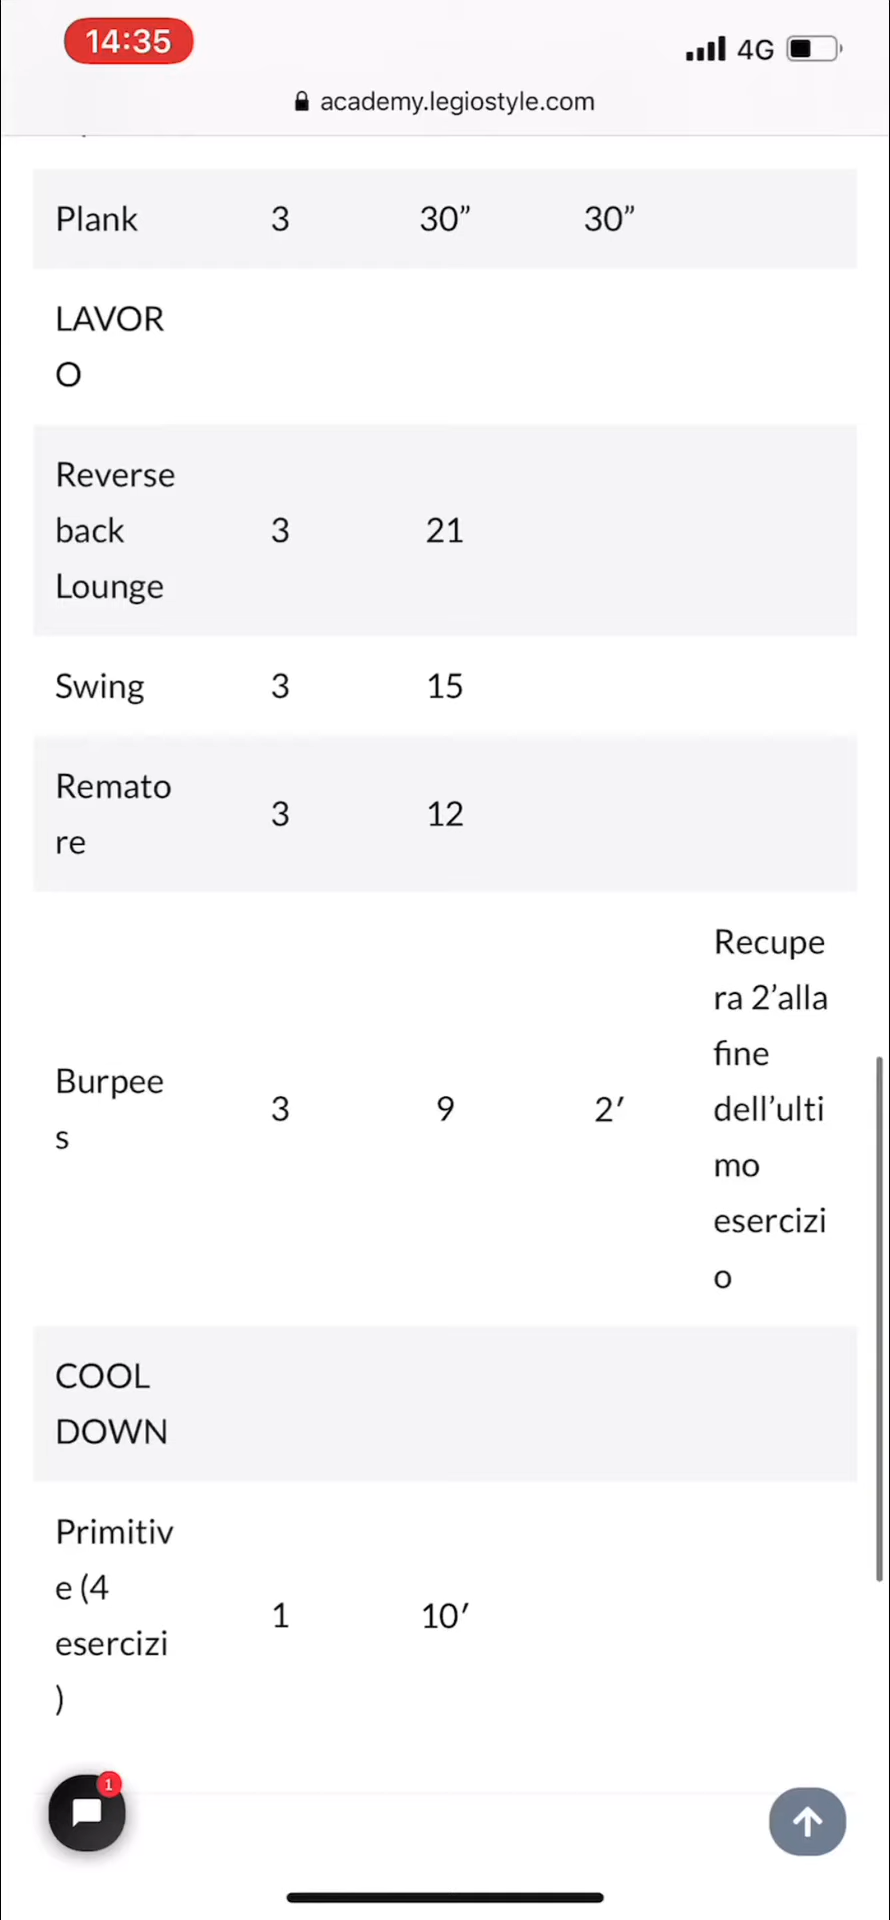 14:35
4G
academy.legiostyle.com
Plank 3 30” 30”
LAVOR
O
Reverse
back 3 21
Lounge
Swing 3 15
Remato
3 12
re
Recupe
ra 2’alla
fine
Burpee
3 9 2′ dell’ulti
s
mo
esercizi
o
COOL
DOWN
Primitiv
e (4
1 10′
esercizi
)
1